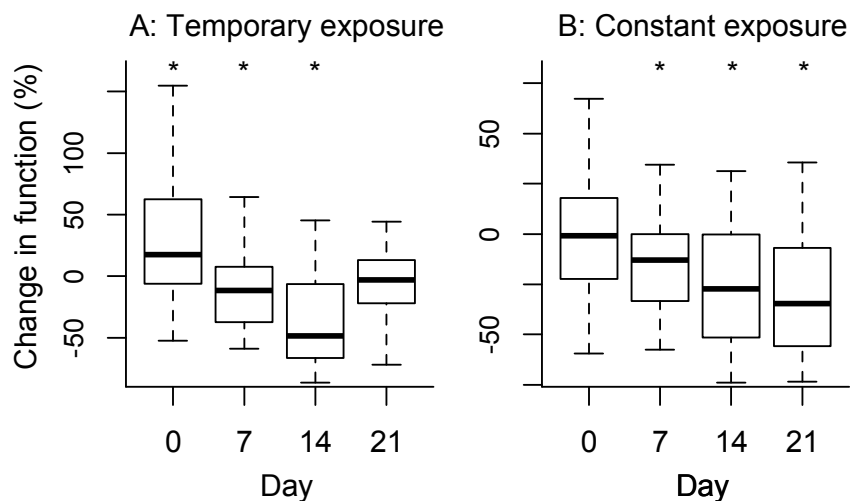 A: Temporary exposure
B: Constant exposure
Change in function (%)
* * *
* * *
100
50
0
-50
50
0
-50
0 7 14 21
0 7 14 21
Day
Day